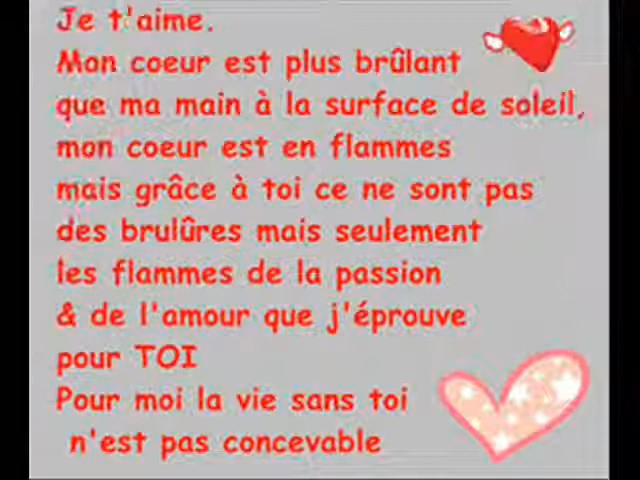 Je t'aime.
Mon coeur est plus brûlant
que ma main à la surface de soleil,
mon coeur est en flammes
mais grâce à toi ce ne sont pas
des brulûres mais seulement
les flammes de la passion
& de l'amour que j'éprouve
pour TOI
Pour moi la vie sans toi
n'est pas concevable